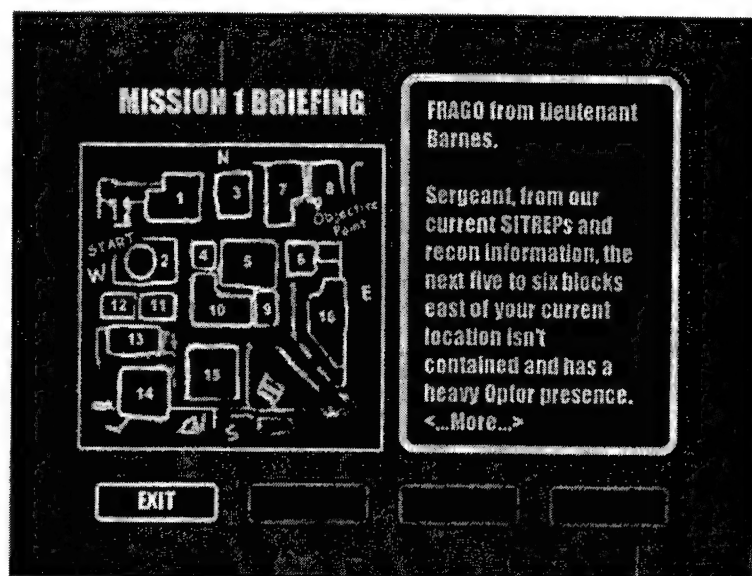 MISSION 1 BRIEFING
N
1 3 7 8
Objective
Point
START
W
2 4 5 6
E
12 11 10 9 16
13
14 15
S
EXIT
FRAGO from Lieutenant
Barnes.
Sergeant, from our
current SITREPs and
recon information, the
next five to six blocks
east of your current
location isn't
contained and has a
heavy Opfor presence.
<...More...>